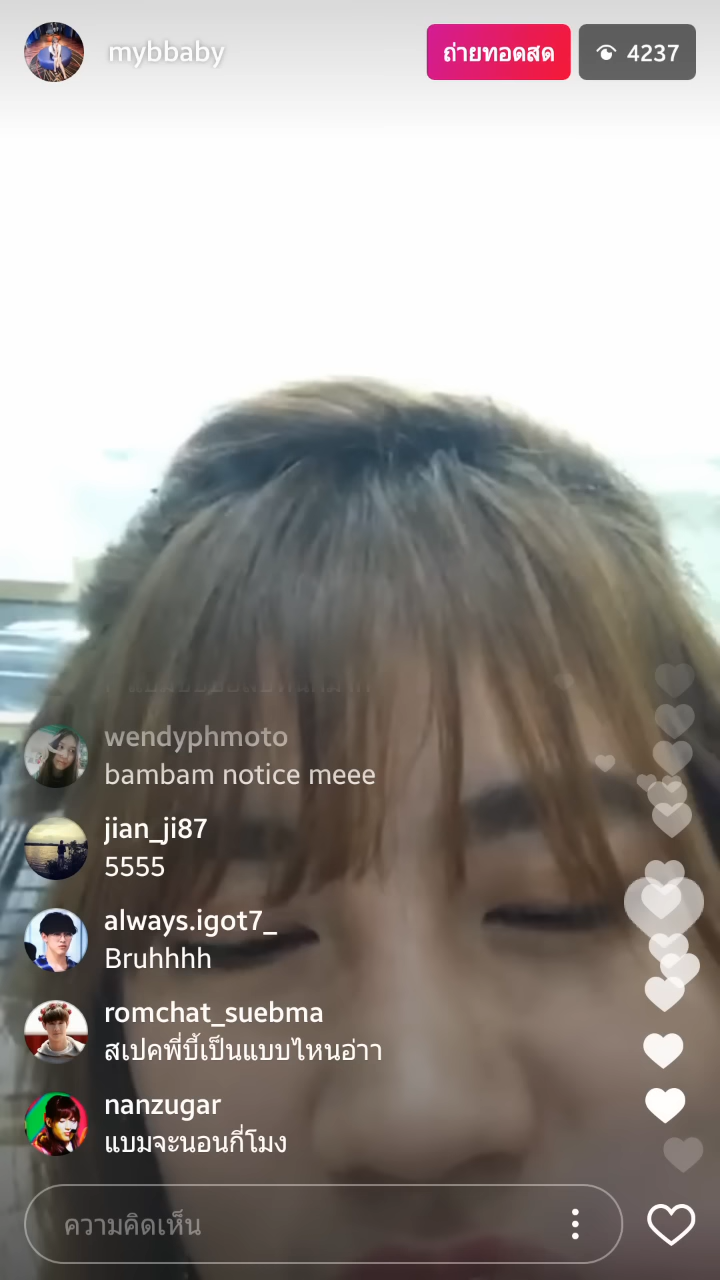 mybbaby
ถ่ายทอดสด
4237
wendyphmoto
bambam notice meee
jian_ji87
5555
always.igot7_
Bruhhhh
romchat_suebma
สเปคพี่บี้เป็นแบบไหนอ่าา
nanzugar
แบมจะนอนกี่โมง
ความคิดเห็น